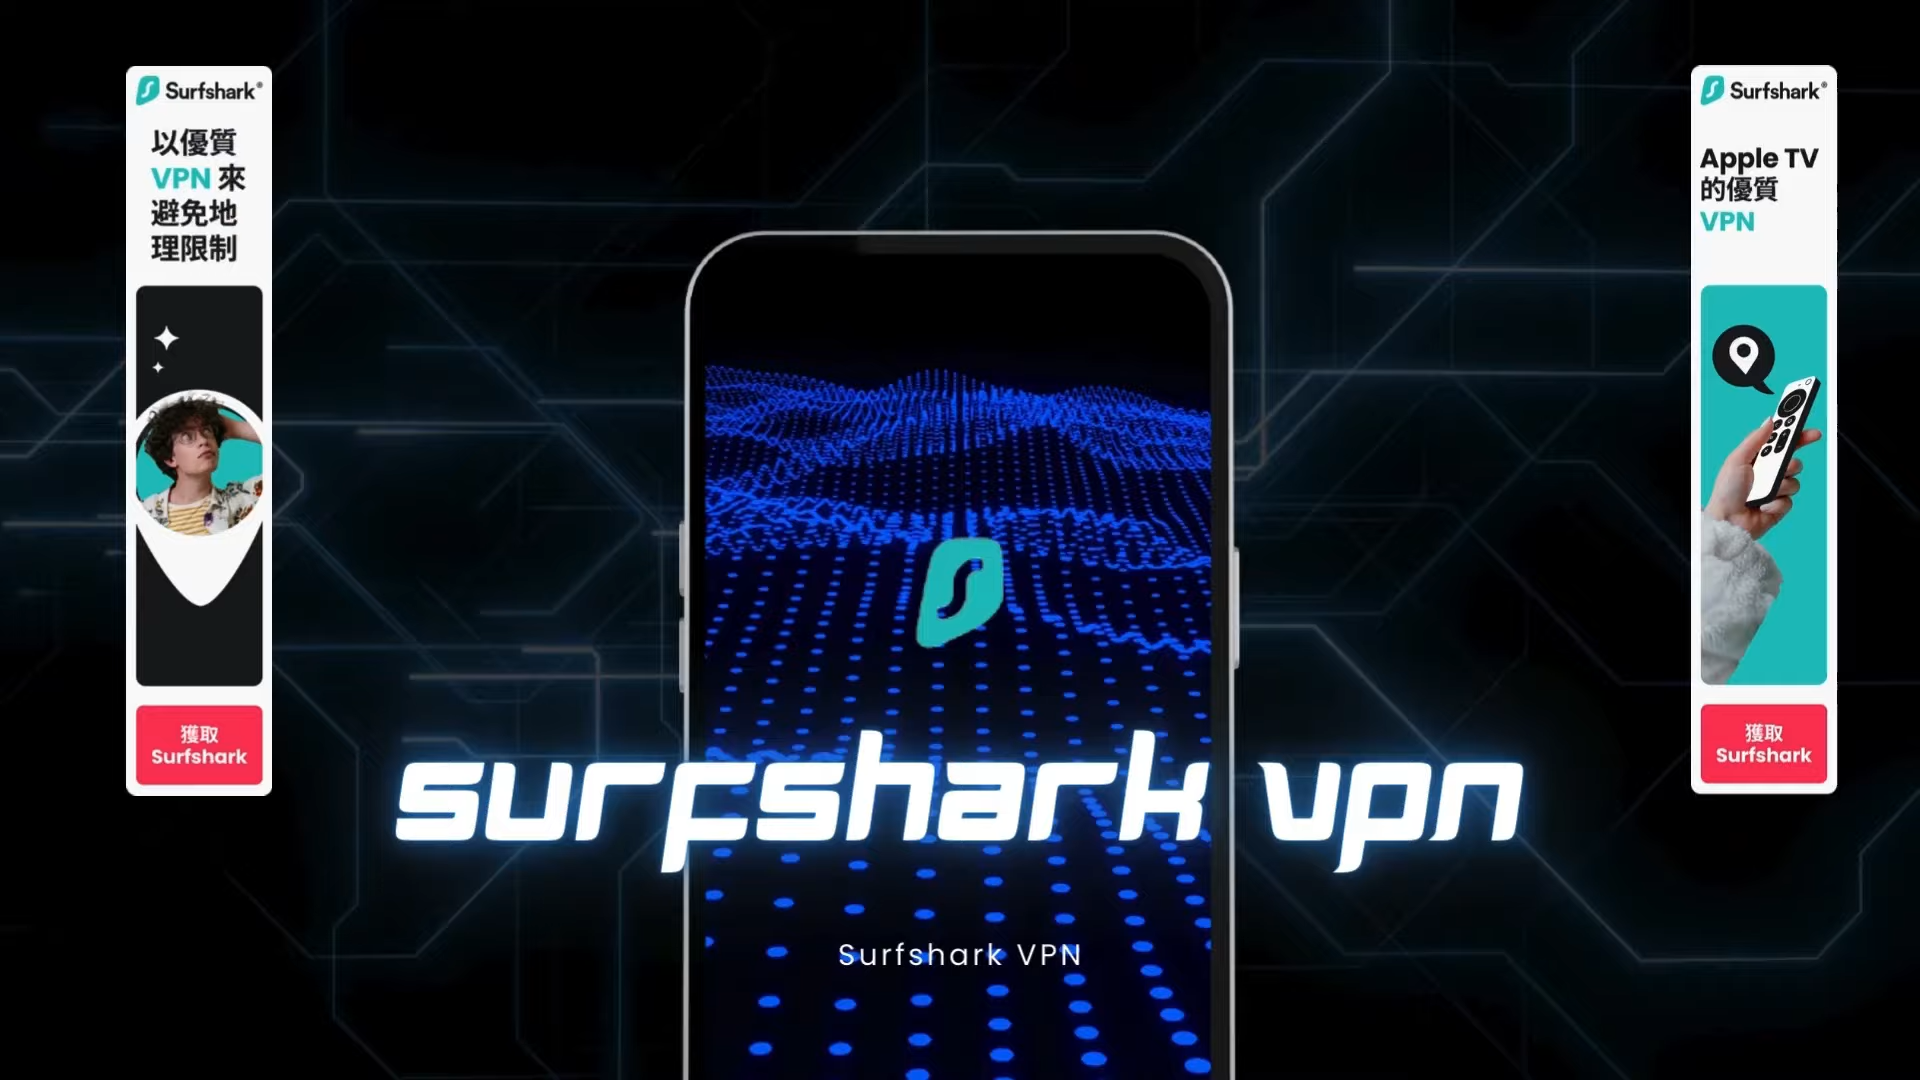 Surfshark®
以優質
VPN 來
避免地
理限制
獲取
Surfshark
surfshark vpn
Surfshark VPN
Surfshark®
Apple TV
的優質
VPN
獲取
Surfshark